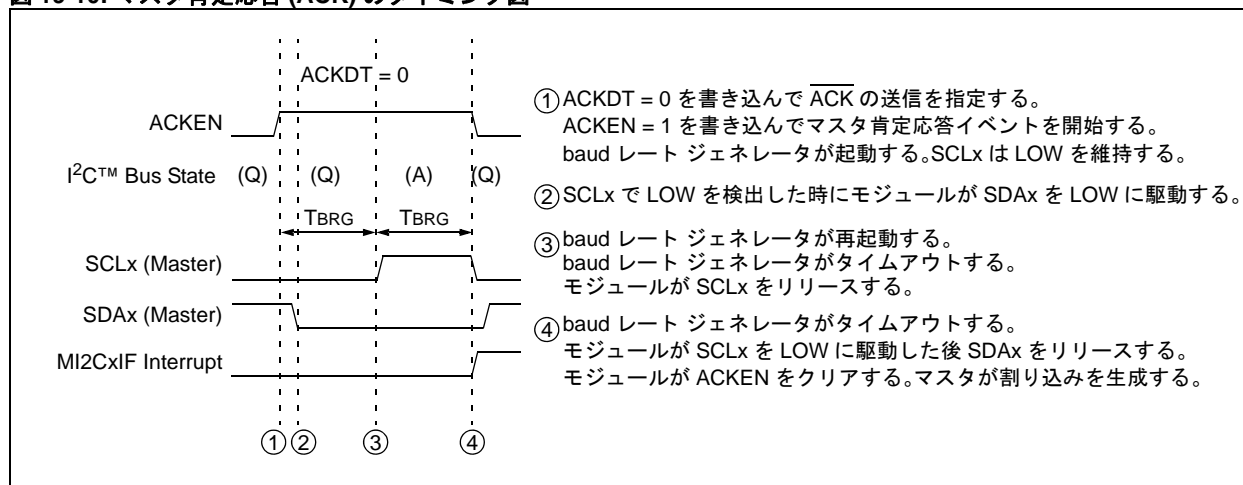 ACKDT = 0
ACKEN
I²C™ Bus State (Q) (Q) (A) (Q)
TBRG TBRG
SCLx (Master)
SDAx (Master)
MI2CxIF Interrupt
① ② ③ ④
①ACKDT = 0 を書き込んで ACK の送信を指定する。
ACKEN = 1 を書き込んでマスタ肯定応答イベントを開始する。
baud レート ジェネレータが起動する。SCLx は LOW を維持する。
②SCLx で LOW を検出した時にモジュールが SDAx を LOW に駆動する。
③baud レート ジェネレータが再起動する。
baud レート ジェネレータがタイムアウトする。
モジュールが SCLx をリリースする。
④baud レート ジェネレータがタイムアウトする。
モジュールが SCLx を LOW に駆動した後 SDAx をリリースする。
モジュールが ACKEN をクリアする。マスタが割り込みを生成する。